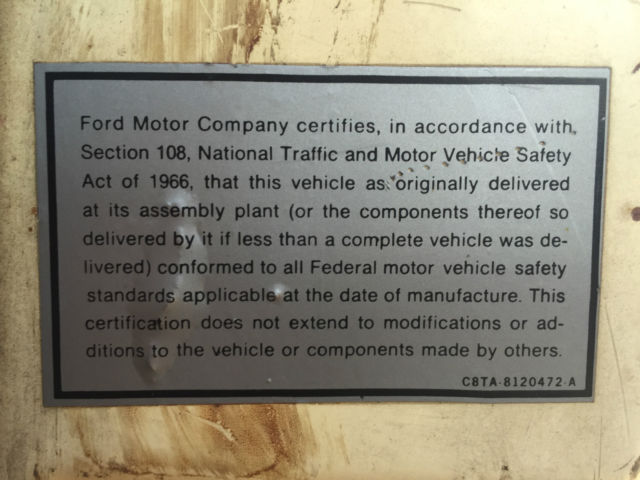 Ford Motor Company certifies, in accordance with
Section 108, National Traffic and Motor Vehicle Safety
Act of 1966, that this vehicle as originally delivered
at its assembly plant (or the components thereof so
delivered by it if less than a complete vehicle was de-
livered) conformed to all Federal motor vehicle safety
standards applicable at the date of manufacture. This
certification does not extend to modifications or ad-
ditions to the vehicle or components made by others.
C8TA-8120472-A